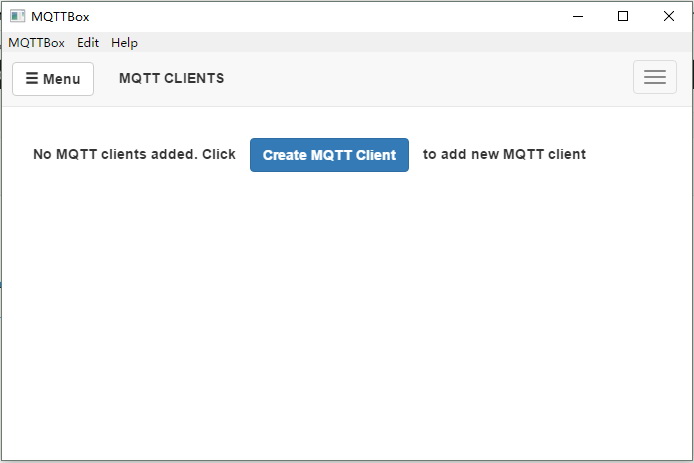 MQTTBox
MQTTBox Edit Help
☰ Menu MQTT CLIENTS
No MQTT clients added. Click Create MQTT Client to add new MQTT client